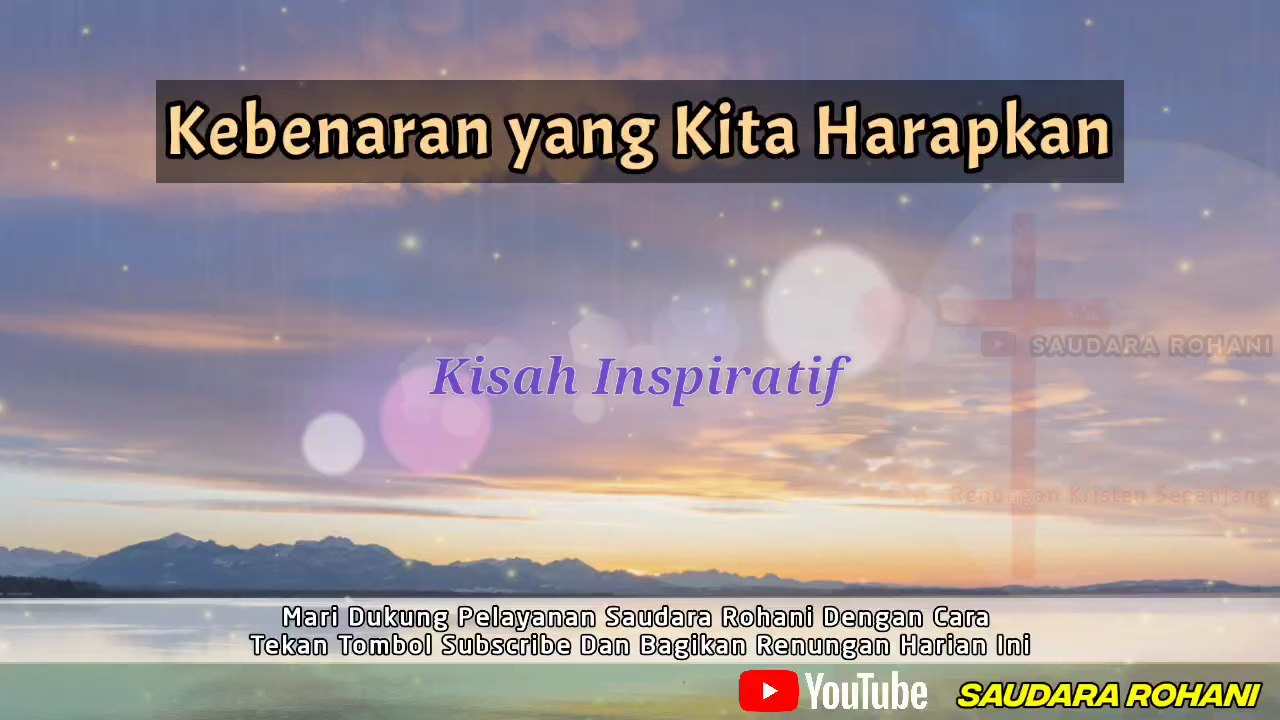 Kebenaran yang Kita Harapkan
SAUDARA ROHANI
Kisah Inspiratif
Renungan Kristen Sepanjang
Mari Dukung Pelayanan Saudara Rohani Dengan Cara
Tekan Tombol Subscribe Dan Bagikan Renungan Harian Ini
YouTube SAUDARA ROHANI